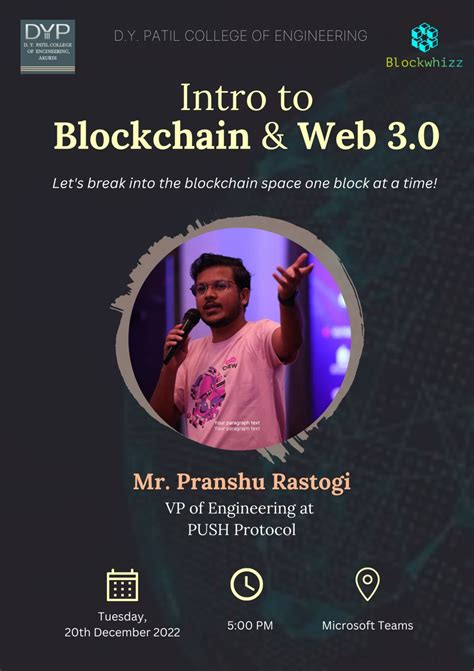 DYP
D. Y. PATIL COLLEGE
OF ENGINEERING,
AKURDI
D.Y. PATIL COLLEGE OF ENGINEERING
Blockwhizz
Intro to
Blockchain & Web 3.0
Let's break into the blockchain space one block at a time!
CREW
Your paragraph text
Your paragraph text
Mr. Pranshu Rastogi
VP of Engineering at
PUSH Protocol
Tuesday,
20th December 2022
5:00 PM
Microsoft Teams